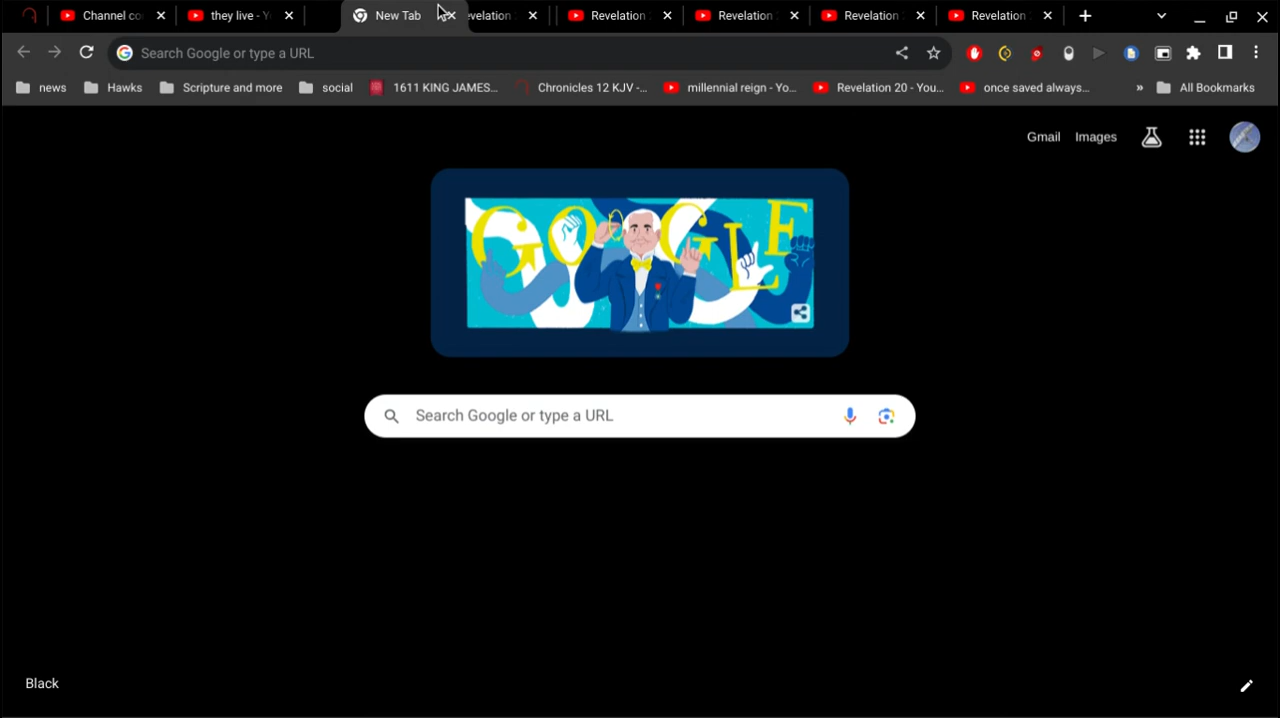 Channel co
they live - Y
New Tab
evelation
Revelation
Revelation
Revelation
Revelation
Search Google or type a URL
news
Hawks
Scripture and more
social
1611 KING JAMES...
Chronicles 12 KJV -...
millennial reign - Yo...
Revelation 20 - You...
once saved always...
»
All Bookmarks
Gmail
Images
GOOGLE
Search Google or type a URL
Black